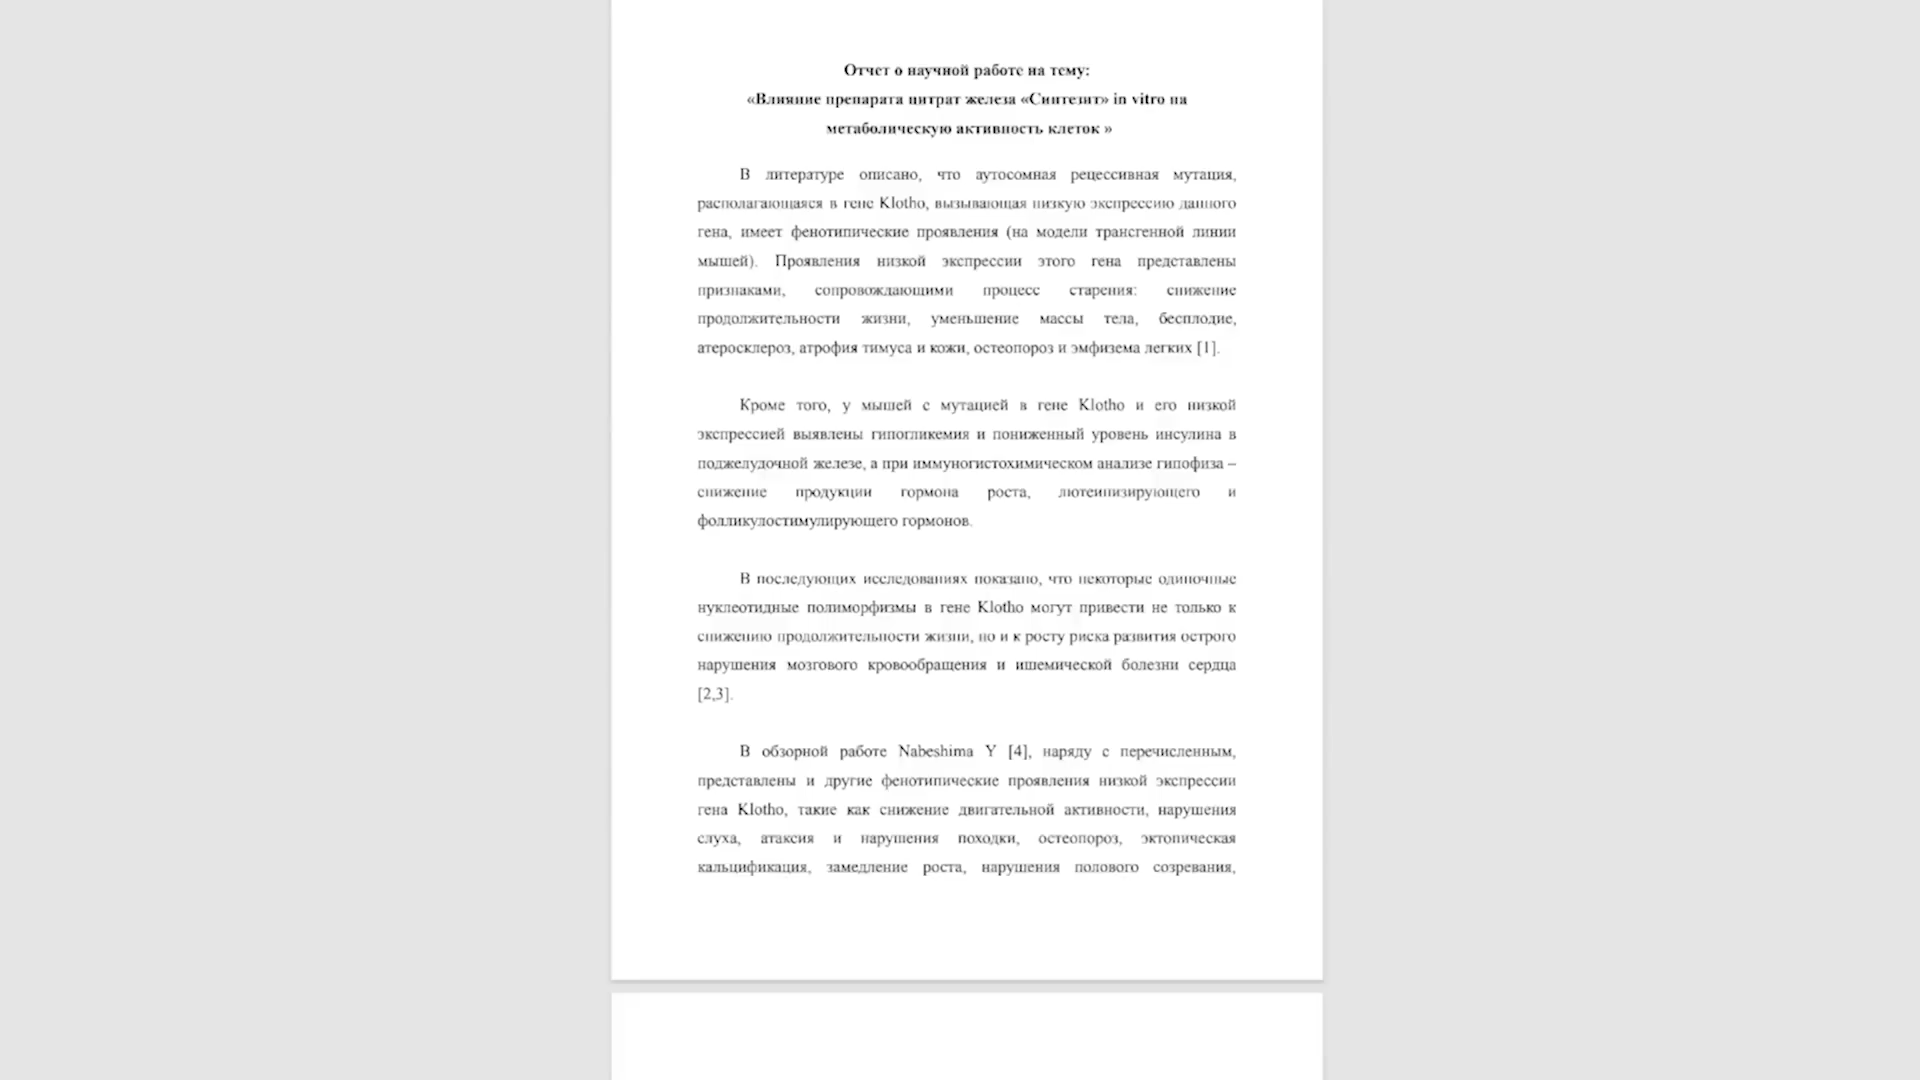 Отчет о научной работе на тему:
«Влияние препарата цитрат железа «Синтезит» in vitro на
метаболическую активность клеток »
В литературе описано, что аутосомная рецессивная мутация,
располагающаяся в гене Klotho, вызывающая низкую экспрессию данного
гена, имеет фенотипические проявления (на модели трансгенной линии
мышей). Проявления низкой экспрессии этого гена представлены
признаками, сопровождающими процесс старения: снижение
продолжительности жизни, уменьшение массы тела, бесплодие,
атеросклероз, атрофия тимуса и кожи, остеопороз и эмфизема легких [1].
Кроме того, у мышей с мутацией в гене Klotho и его низкой
экспрессией выявлены гипогликемия и пониженный уровень инсулина в
поджелудочной железе, а при иммуногистохимическом анализе гипофиза –
снижение продукции гормона роста, лютеинизирующего и
фолликулостимулирующего гормонов.
В последующих исследованиях показано, что некоторые одиночные
нуклеотидные полиморфизмы в гене Klotho могут привести не только к
снижению продолжительности жизни, но и к росту риска развития острого
нарушения мозгового кровообращения и ишемической болезни сердца
[2,3].
В обзорной работе Nabeshima Y [4], наряду с перечисленным,
представлены и другие фенотипические проявления низкой экспрессии
гена Klotho, такие как снижение двигательной активности, нарушения
слуха, атаксия и нарушения походки, остеопороз, эктопическая
кальцификация, замедление роста, нарушения полового созревания,